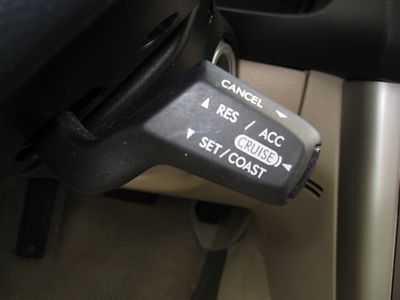 CANCEL
RES / ACC
CRUISE
SET / COAST